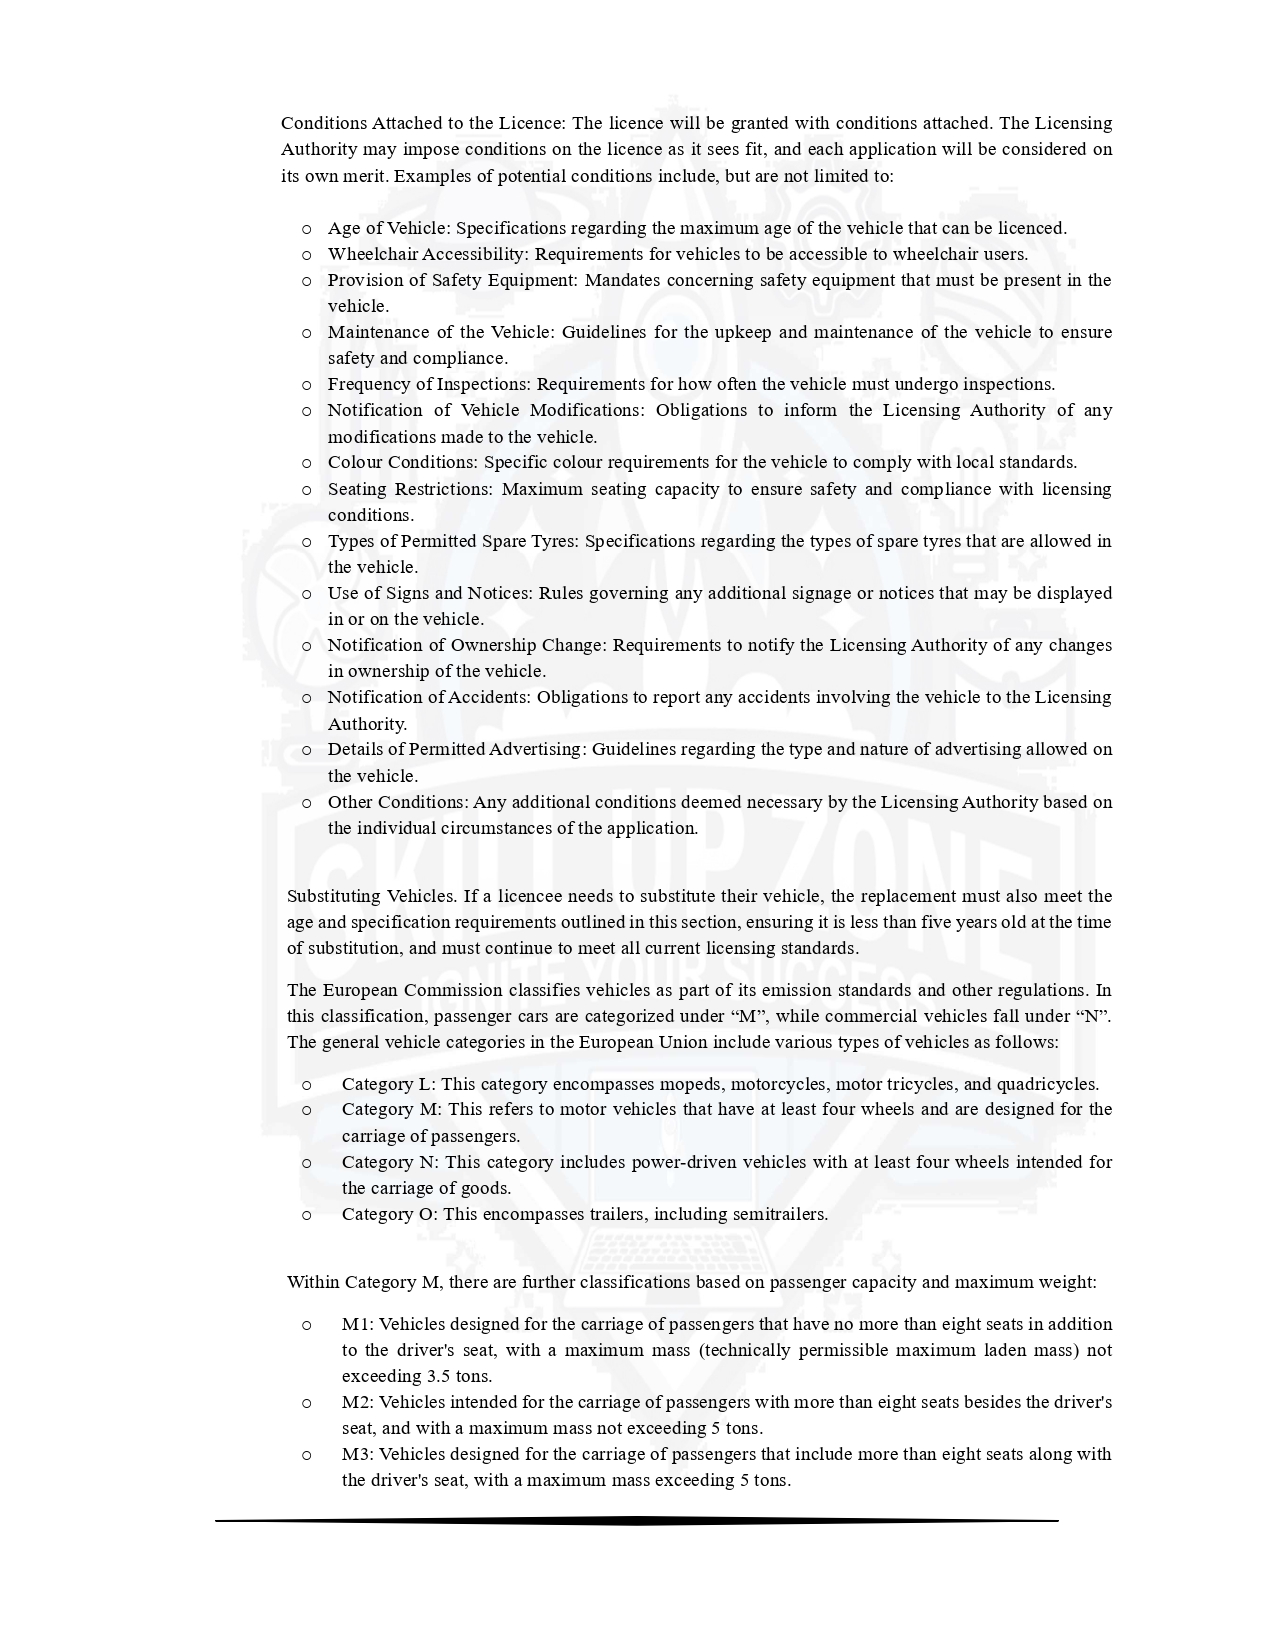 Conditions Attached to the Licence: The licence will be granted with conditions attached. The Licensing
Authority may impose conditions on the licence as it sees fit, and each application will be considered on
its own merit. Examples of potential conditions include, but are not limited to:
o Age of Vehicle: Specifications regarding the maximum age of the vehicle that can be licenced.
o Wheelchair Accessibility: Requirements for vehicles to be accessible to wheelchair users.
o Provision of Safety Equipment: Mandates concerning safety equipment that must be present in the
vehicle.
o Maintenance of the Vehicle: Guidelines for the upkeep and maintenance of the vehicle to ensure
safety and compliance.
o Frequency of Inspections: Requirements for how often the vehicle must undergo inspections.
o Notification of Vehicle Modifications: Obligations to inform the Licensing Authority of any
modifications made to the vehicle.
o Colour Conditions: Specific colour requirements for the vehicle to comply with local standards.
o Seating Restrictions: Maximum seating capacity to ensure safety and compliance with licensing
conditions.
o Types of Permitted Spare Tyres: Specifications regarding the types of spare tyres that are allowed in
the vehicle.
o Use of Signs and Notices: Rules governing any additional signage or notices that may be displayed
in or on the vehicle.
o Notification of Ownership Change: Requirements to notify the Licensing Authority of any changes
in ownership of the vehicle.
o Notification of Accidents: Obligations to report any accidents involving the vehicle to the Licensing
Authority.
o Details of Permitted Advertising: Guidelines regarding the type and nature of advertising allowed on
the vehicle.
o Other Conditions: Any additional conditions deemed necessary by the Licensing Authority based on
the individual circumstances of the application.
SKILL UP ZONE
Substituting Vehicles. If a licencee needs to substitute their vehicle, the replacement must also meet the
age and specification requirements outlined in this section, ensuring it is less than five years old at the time
of substitution, and must continue to meet all current licensing standards.
IGNITE YOUR SUCCESS
The European Commission classifies vehicles as part of its emission standards and other regulations. In
this classification, passenger cars are categorized under “M”, while commercial vehicles fall under “N”.
The general vehicle categories in the European Union include various types of vehicles as follows:
o Category L: This category encompasses mopeds, motorcycles, motor tricycles, and quadricycles.
o Category M: This refers to motor vehicles that have at least four wheels and are designed for the
carriage of passengers.
o Category N: This category includes power-driven vehicles with at least four wheels intended for
the carriage of goods.
o Category O: This encompasses trailers, including semitrailers.
Within Category M, there are further classifications based on passenger capacity and maximum weight:
o M1: Vehicles designed for the carriage of passengers that have no more than eight seats in addition
to the driver's seat, with a maximum mass (technically permissible maximum laden mass) not
exceeding 3.5 tons.
o M2: Vehicles intended for the carriage of passengers with more than eight seats besides the driver's
seat, and with a maximum mass not exceeding 5 tons.
o M3: Vehicles designed for the carriage of passengers that include more than eight seats along with
the driver's seat, with a maximum mass exceeding 5 tons.